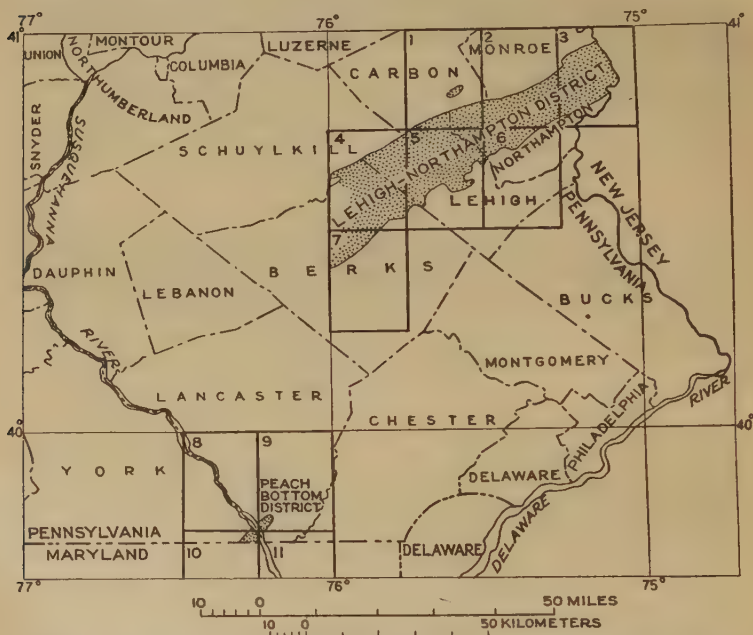 77°
76°
75°
41°
41°
MONTOUR
LUZERNE
1
2
3
UNION
COLUMBIA
MONROE
CARBON
NORTHUMBERLAND
SNYDER
SUSQUEHANNA
4
5
6
SCHUYLKILL
LEHIGH-NORTHAMPTON DISTRICT
NORTHAMPTON
LEHIGH
NEW JERSEY
PENNSYLVANIA
7
DAUPHIN
LEBANON
BERKS
BUCKS
RIVER
MONTGOMERY
LANCASTER
CHESTER
PHILADELPHIA
RIVER
40°
40°
8
9
YORK
PEACH
BOTTOM
DISTRICT
DELAWARE
PENNSYLVANIA
MARYLAND
10
11
DELAWARE
DELAWARE
77°
76°
75°
10 0 50 MILES
10 0 50 KILOMETERS